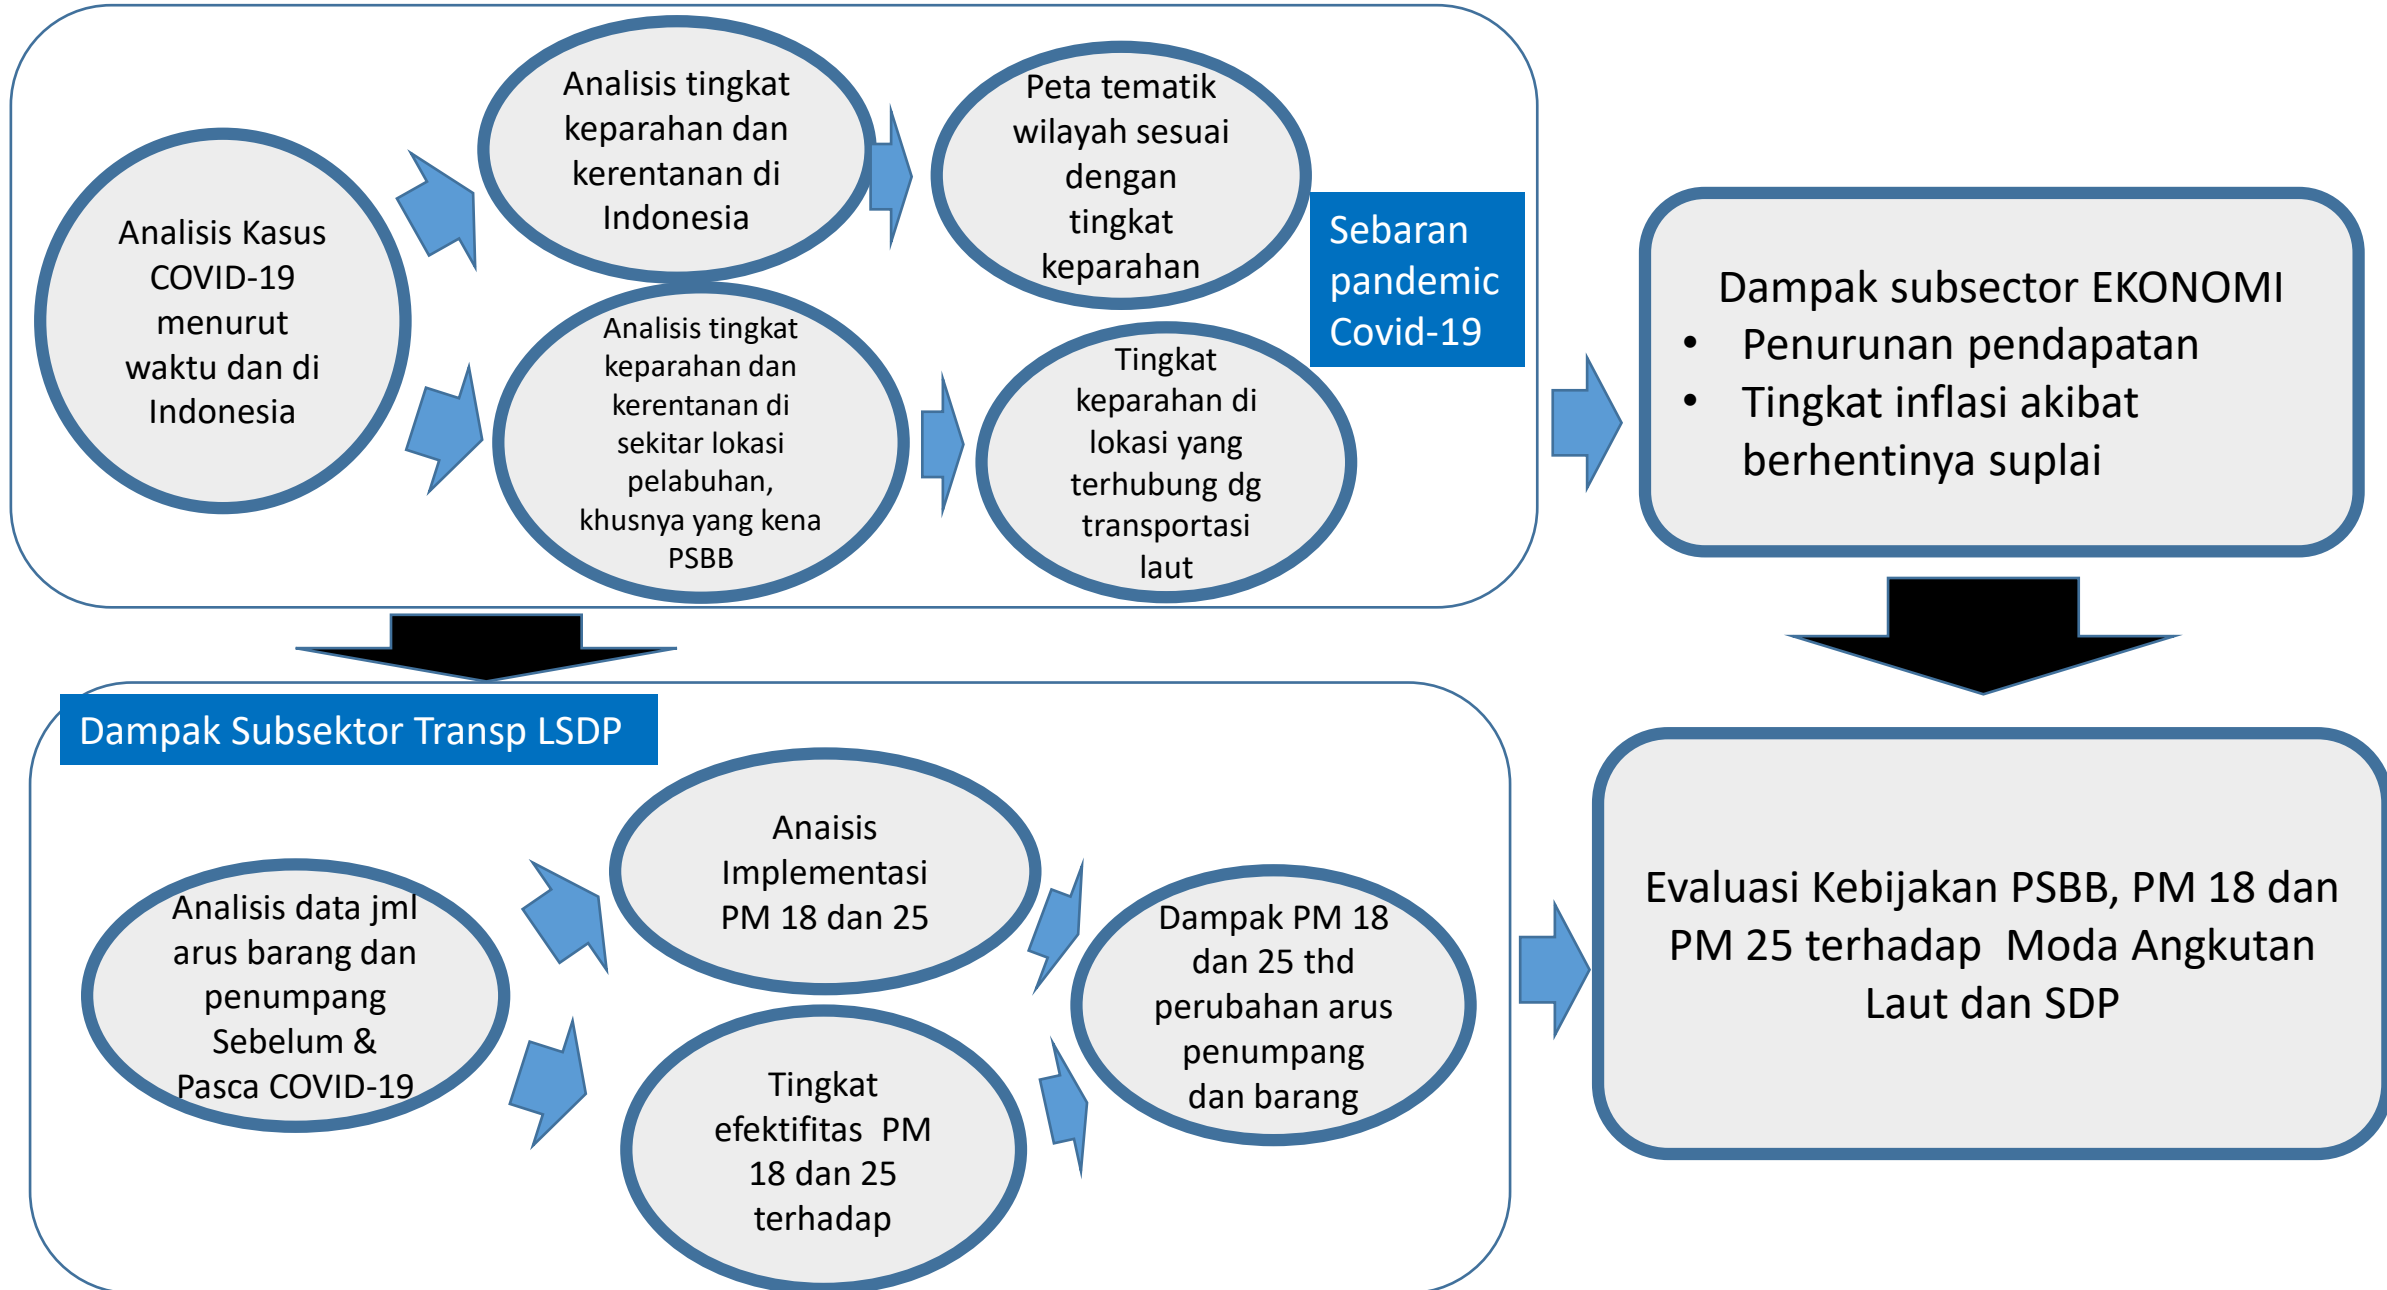 Analisis Kasus
COVID-19
menurut
waktu dan di
Indonesia
Analisis tingkat
keparahan dan
kerentanan di
Indonesia
Peta tematik
wilayah sesuai
dengan
tingkat
keparahan
Analisis tingkat
keparahan dan
kerentanan di
sekitar lokasi
pelabuhan,
khusnya yang kena
PSBB
Tingkat
keparahan di
lokasi yang
terhubung dg
transportasi
laut
Sebaran
pandemic
Covid-19
Dampak subsector EKONOMI
• Penurunan pendapatan
• Tingkat inflasi akibat
berhentinya suplai
Dampak Subsektor Transp LSDP
Analisis data jml
arus barang dan
penumpang
Sebelum &
Pasca COVID-19
Anaisis
Implementasi
PM 18 dan 25
Tingkat
efektifitas PM
18 dan 25
terhadap
Dampak PM 18
dan 25 thd
perubahan arus
penumpang
dan barang
Evaluasi Kebijakan PSBB, PM 18 dan
PM 25 terhadap Moda Angkutan
Laut dan SDP